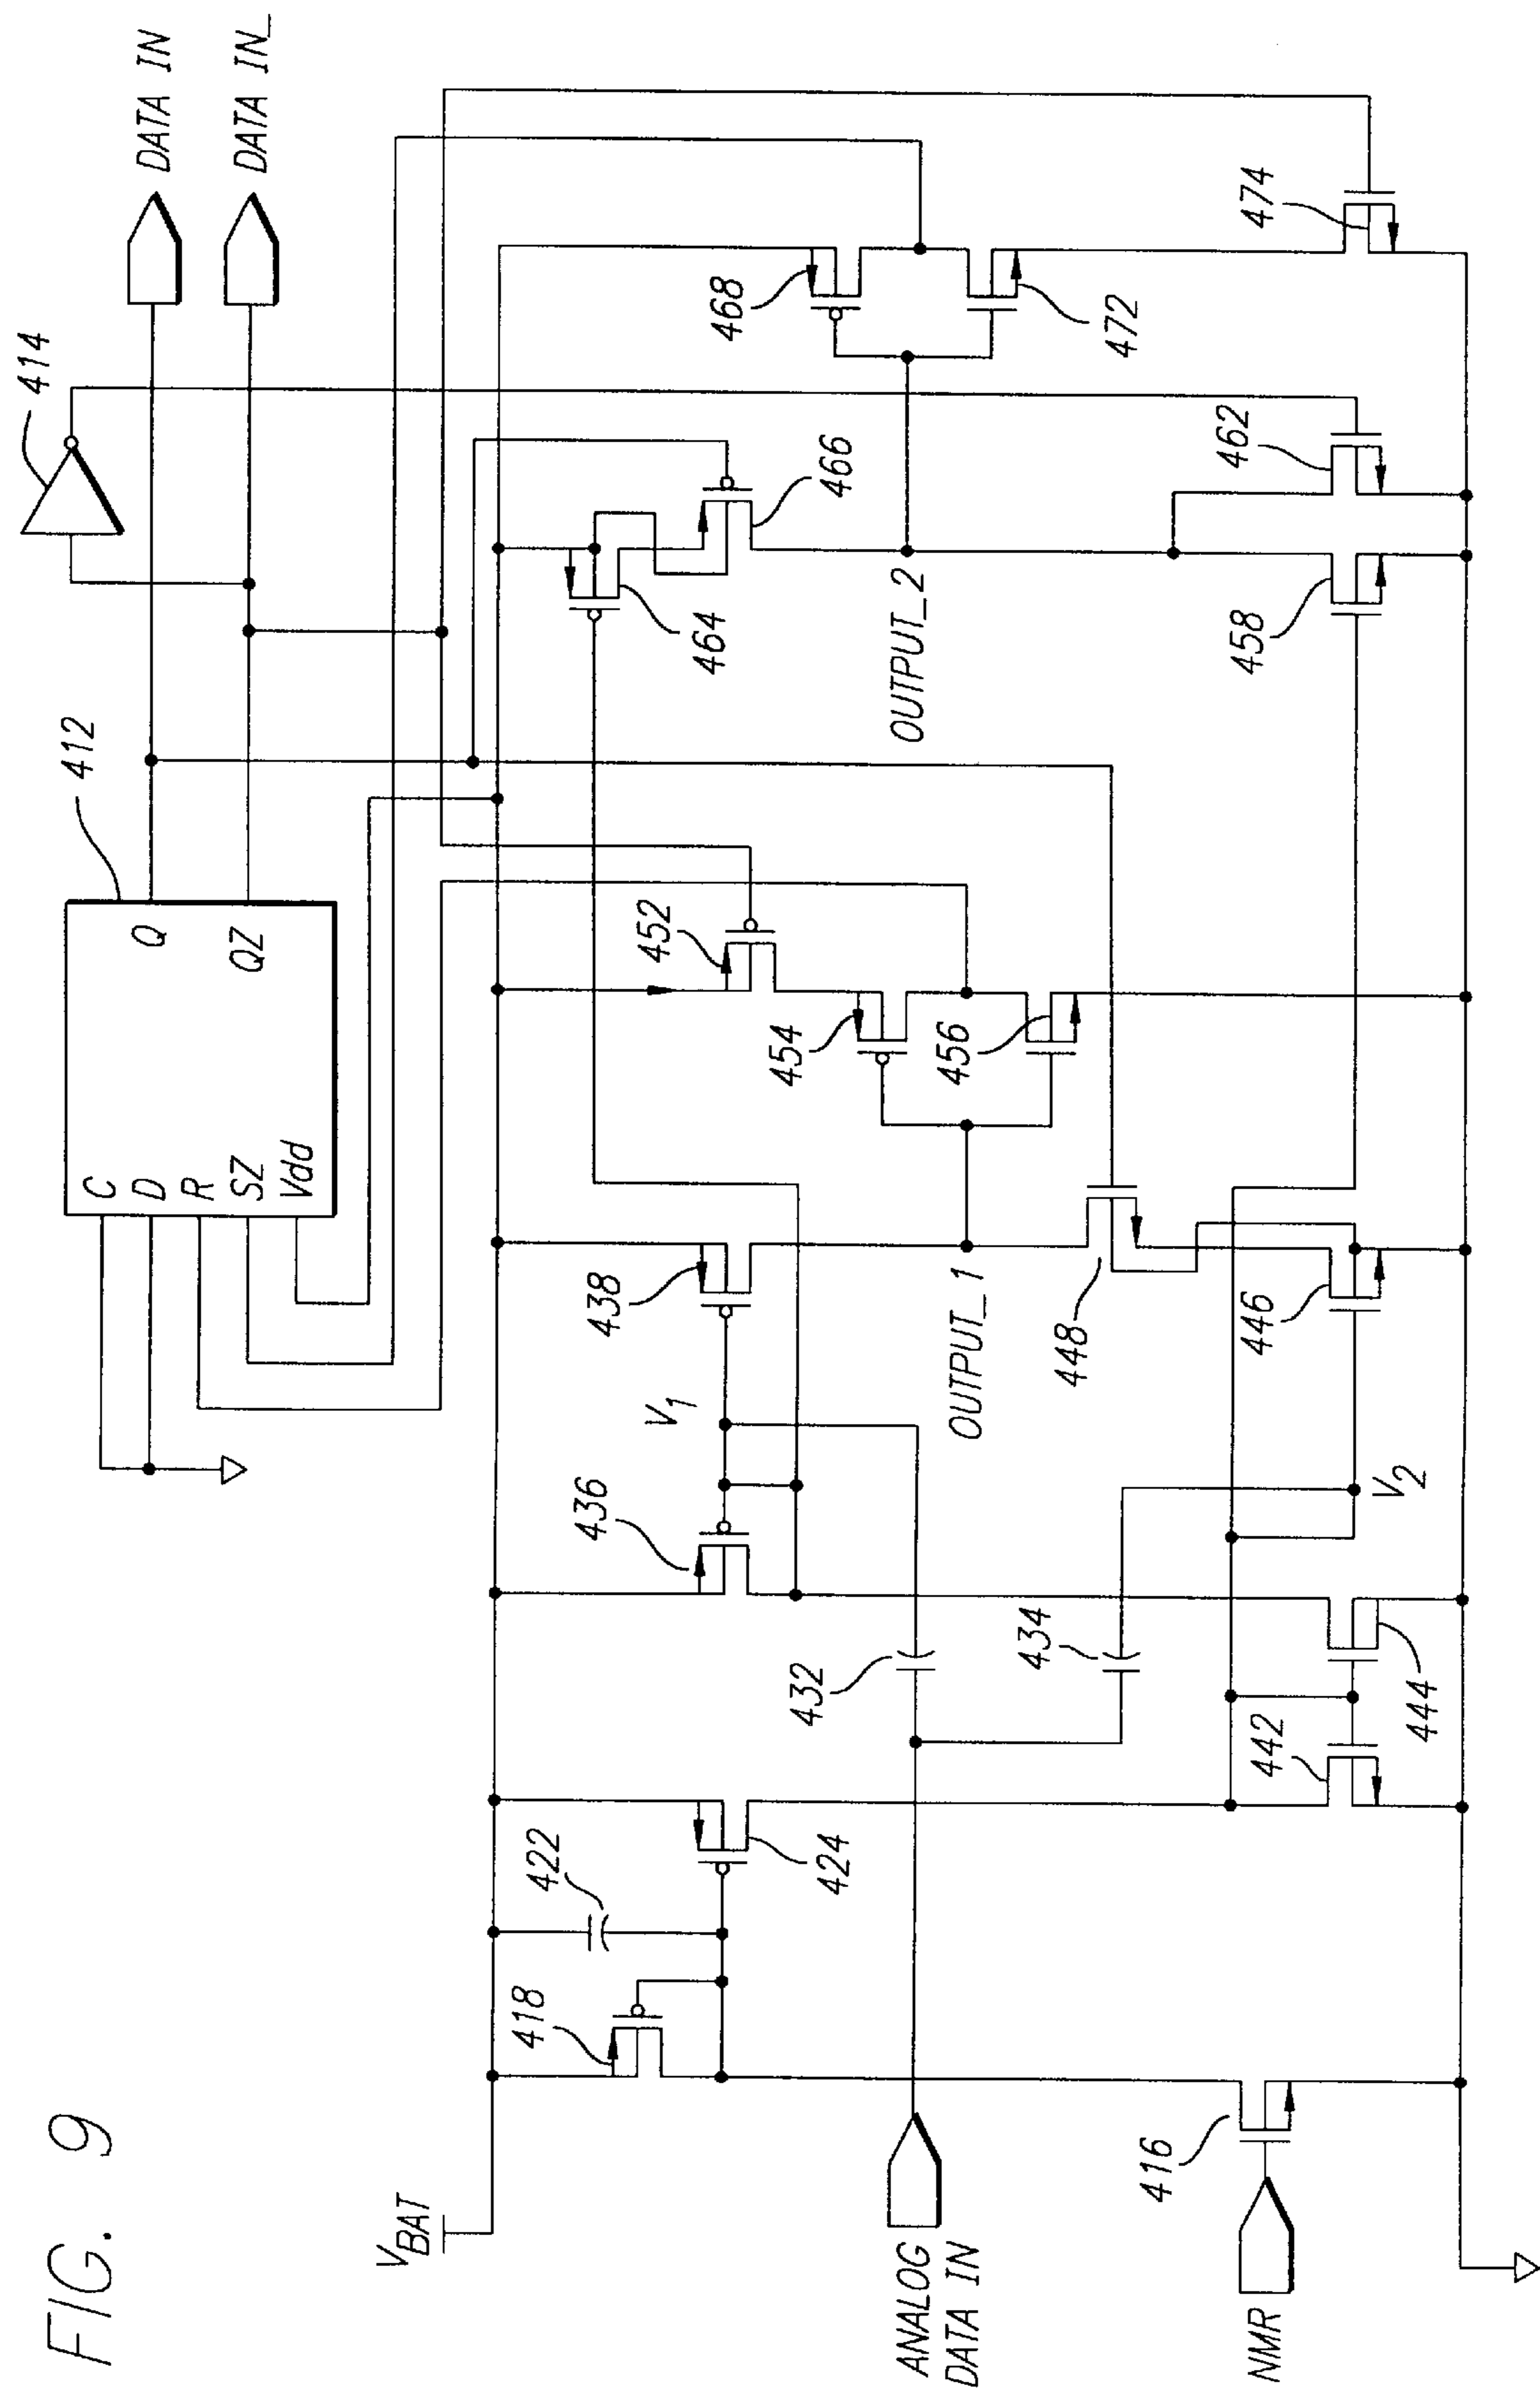 FIG. 9
412
414
C
D
R
SZ
Vdd
Q
QZ
DATA IN
DATA IN_
VBAT
418
422
424
436
V1
438
452
454
456
464
466
468
472
474
432
434
OUTPUT_1
OUTPUT_2
448
446
V2
442
444
458
462
416
ANALOG
DATA IN
NMR